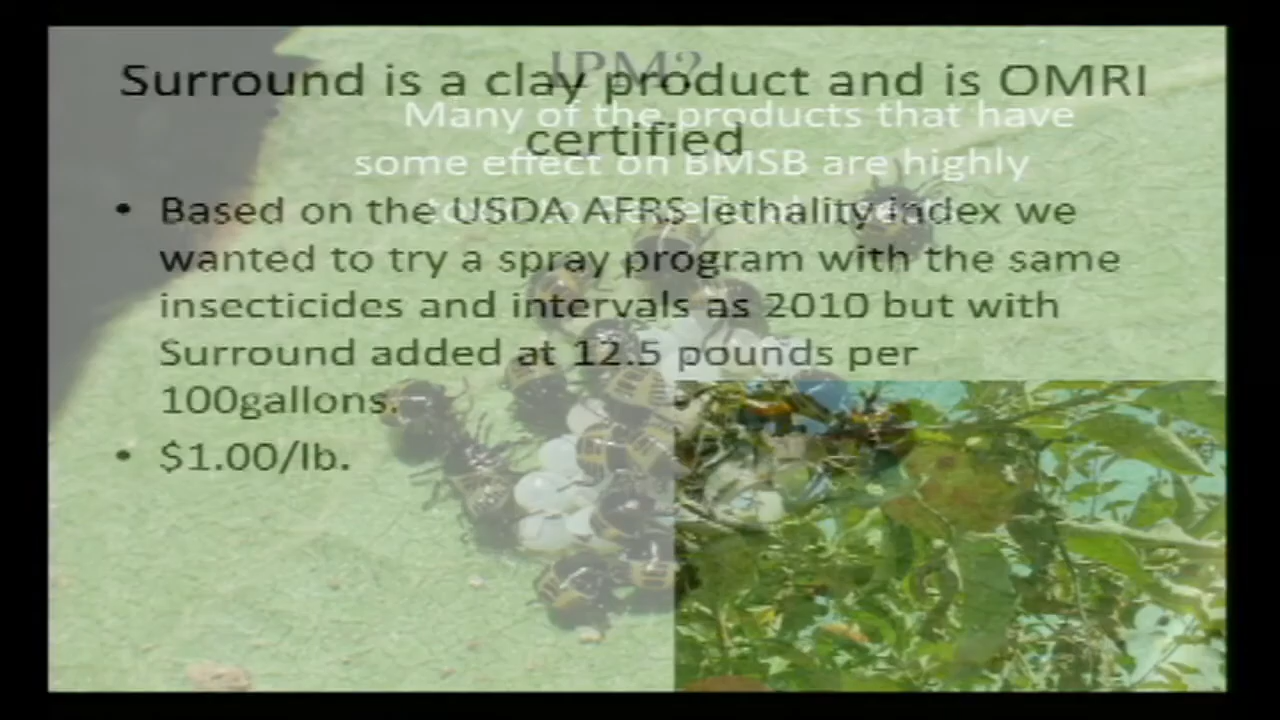 IPM?
Surround is a clay product and is OMRI
certified
Many of the products that have
some effect on BMSB are highly
• Based on the USDA AFRS lethality index we
wanted to try a spray program with the same
insecticides and intervals as 2010 but with
Surround added at 12.5 pounds per
100gallons.
• $1.00/lb.